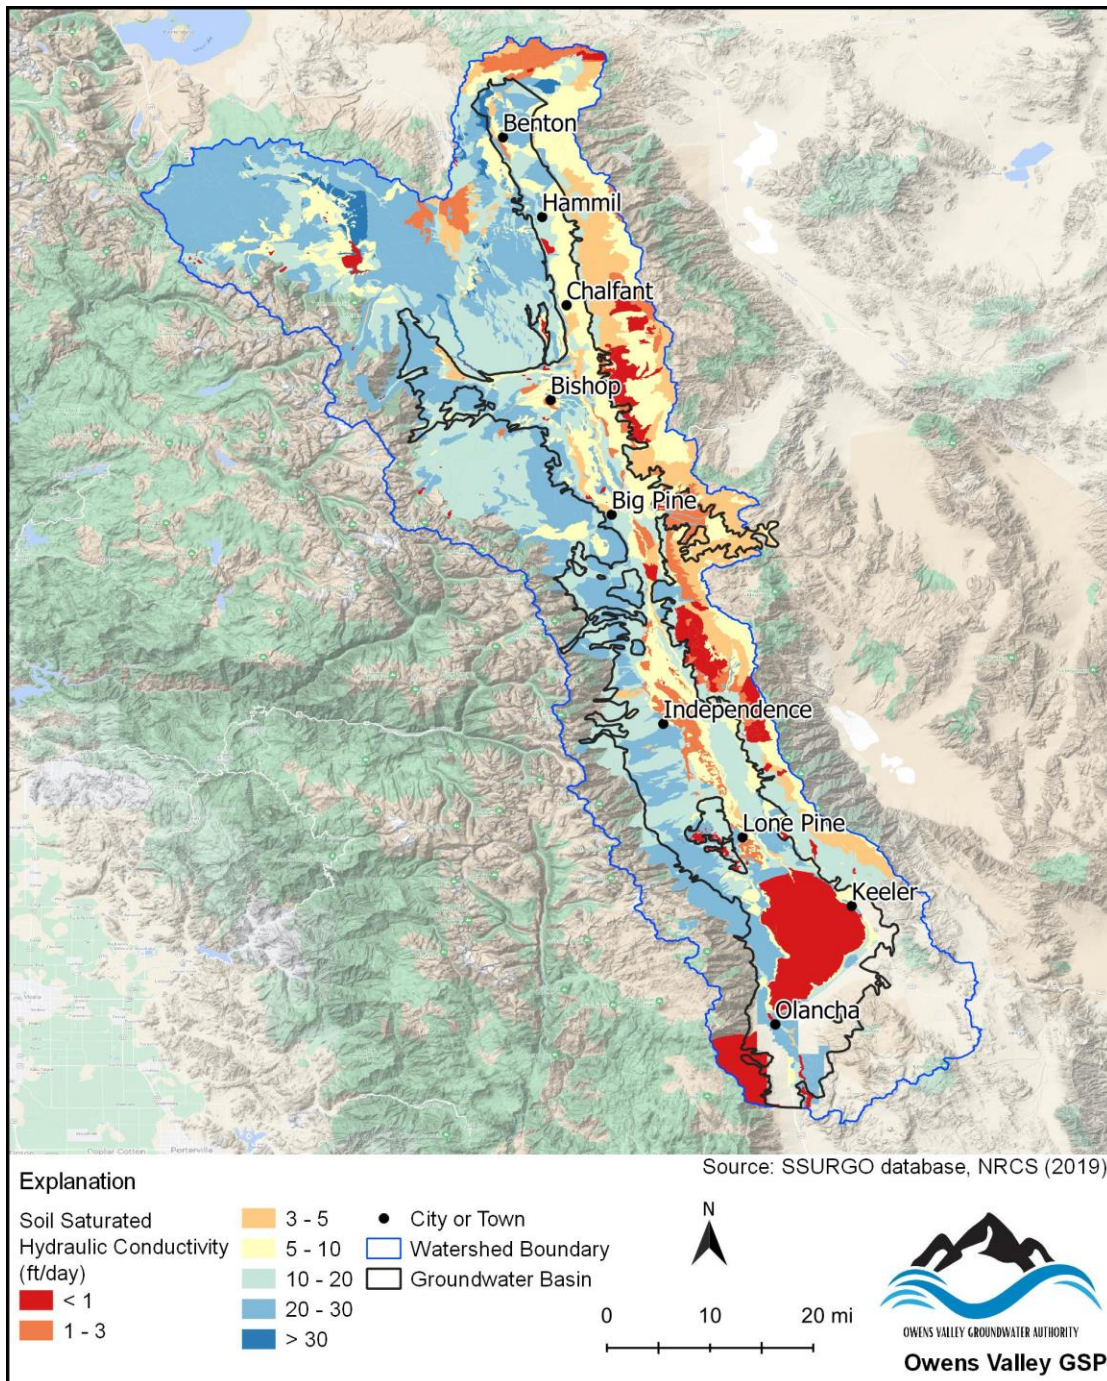 Benton
Hammil
Chalfant
Bishop
Big Pine
Independence
Lone Pine
Keeler
Olancha
Porterville
Source: SSURGO database, NRCS (2019)
Explanation
Soil Saturated
Hydraulic Conductivity
(ft/day)
< 1
1 - 3
3 - 5
5 - 10
10 - 20
20 - 30
> 30
City or Town
Watershed Boundary
Groundwater Basin
N
0 10 20 mi
OWENS VALLEY GROUNDWATER AUTHORITY
Owens Valley GSP